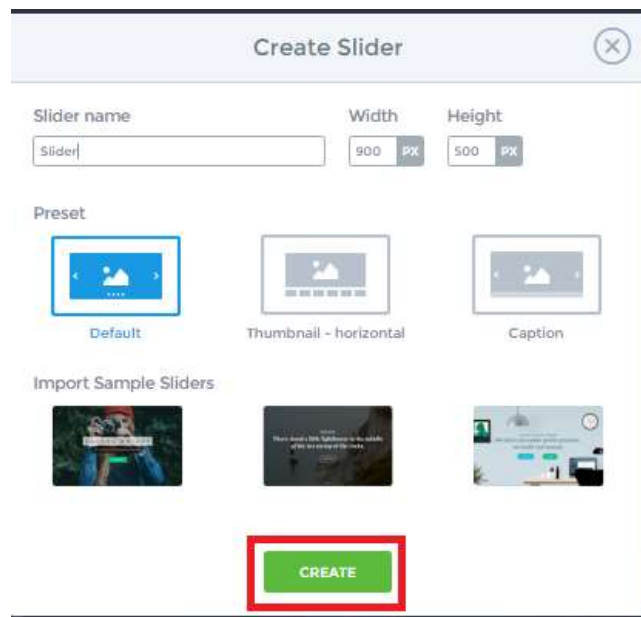 Create Slider
Slider name
Width
Height
Slider
900 PX
500 PX
Preset
Default
Thumbnail - horizontal
Caption
Import Sample Sliders
CREATE